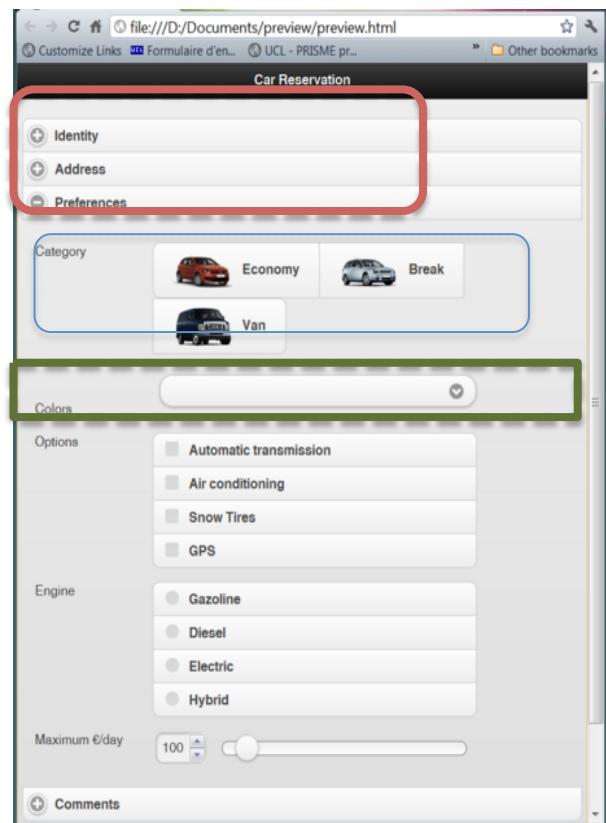 file:///D:/Documents/preview/preview.html
Customize Links UCL Formulaire d'en... UCL - PRISME pr... » Other bookmarks
Car Reservation
Identity
Address
Preferences
Category
Economy
Break
Van
Colors
Options
Automatic transmission
Air conditioning
Snow Tires
GPS
Engine
Gazoline
Diesel
Electric
Hybrid
Maximum €/day
100
Comments